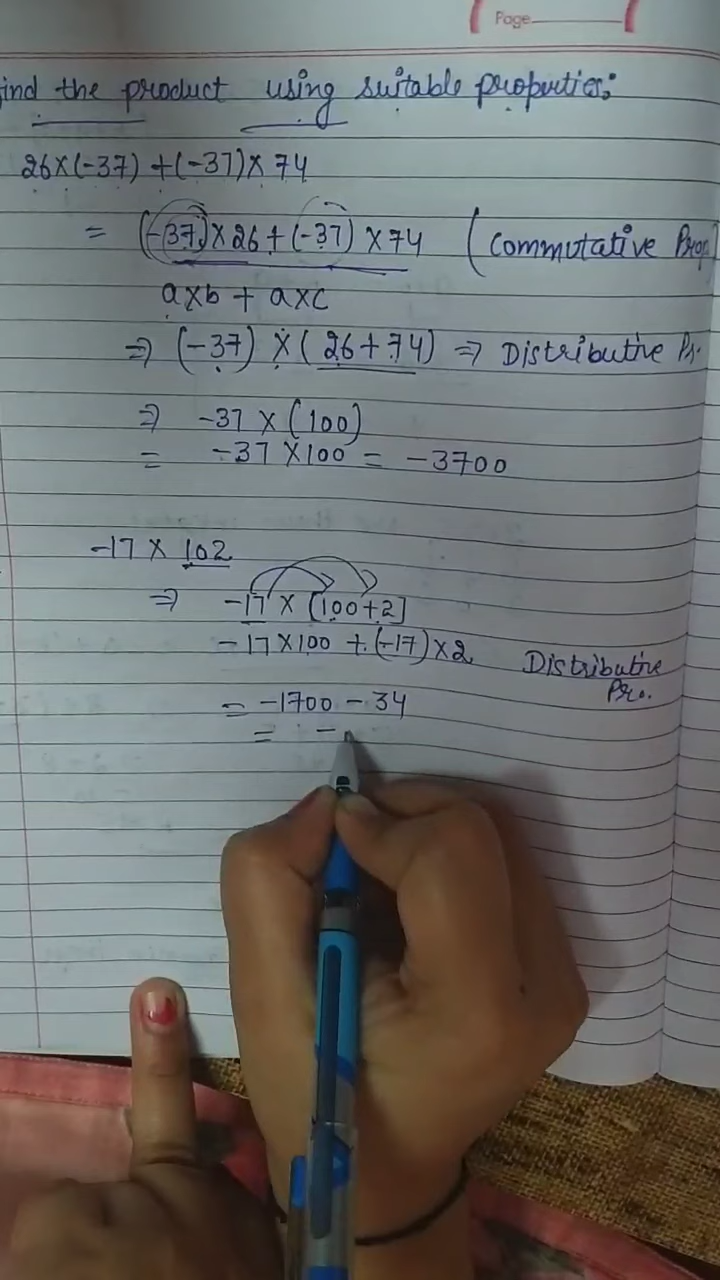 Page
ind the product using suitable properties:
26×(-37) + (-37)× 74
= (-37)×26 + (-37) ×74 (Commutative Prop
a×b + a×c
⇒ (-37) × (26+74) ⇒ Distributive Pr.
⇒ -37 × (100)
= -37 ×100 = -3700
-17 × 102
⇒ -17 × [100+2]
-17×100 + (-17)×2 Distributive
Pro.
= -1700 - 34
= -